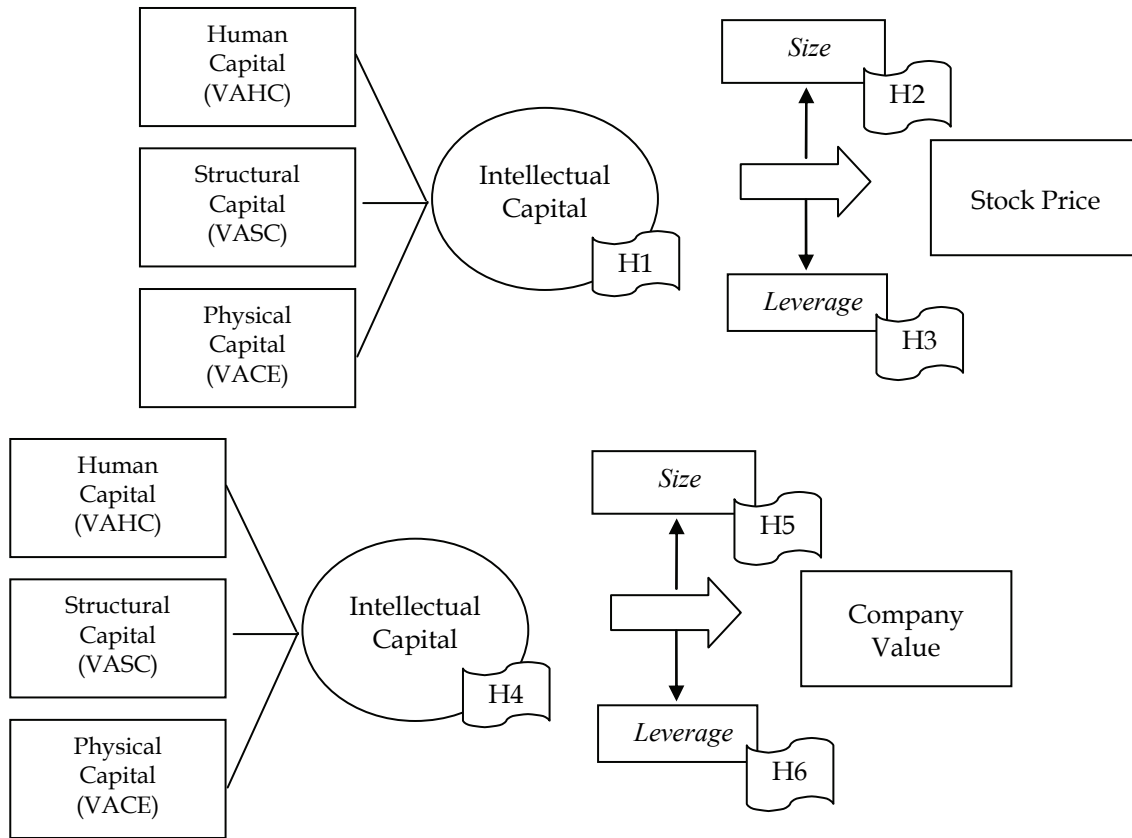 Human
Capital
(VAHC)
Structural
Capital
(VASC)
Physical
Capital
(VACE)
Intellectual
Capital
H1
Size
H2
Stock Price
Leverage
H3
Human
Capital
(VAHC)
Structural
Capital
(VASC)
Physical
Capital
(VACE)
Intellectual
Capital
H4
Size
H5
Company
Value
Leverage
H6